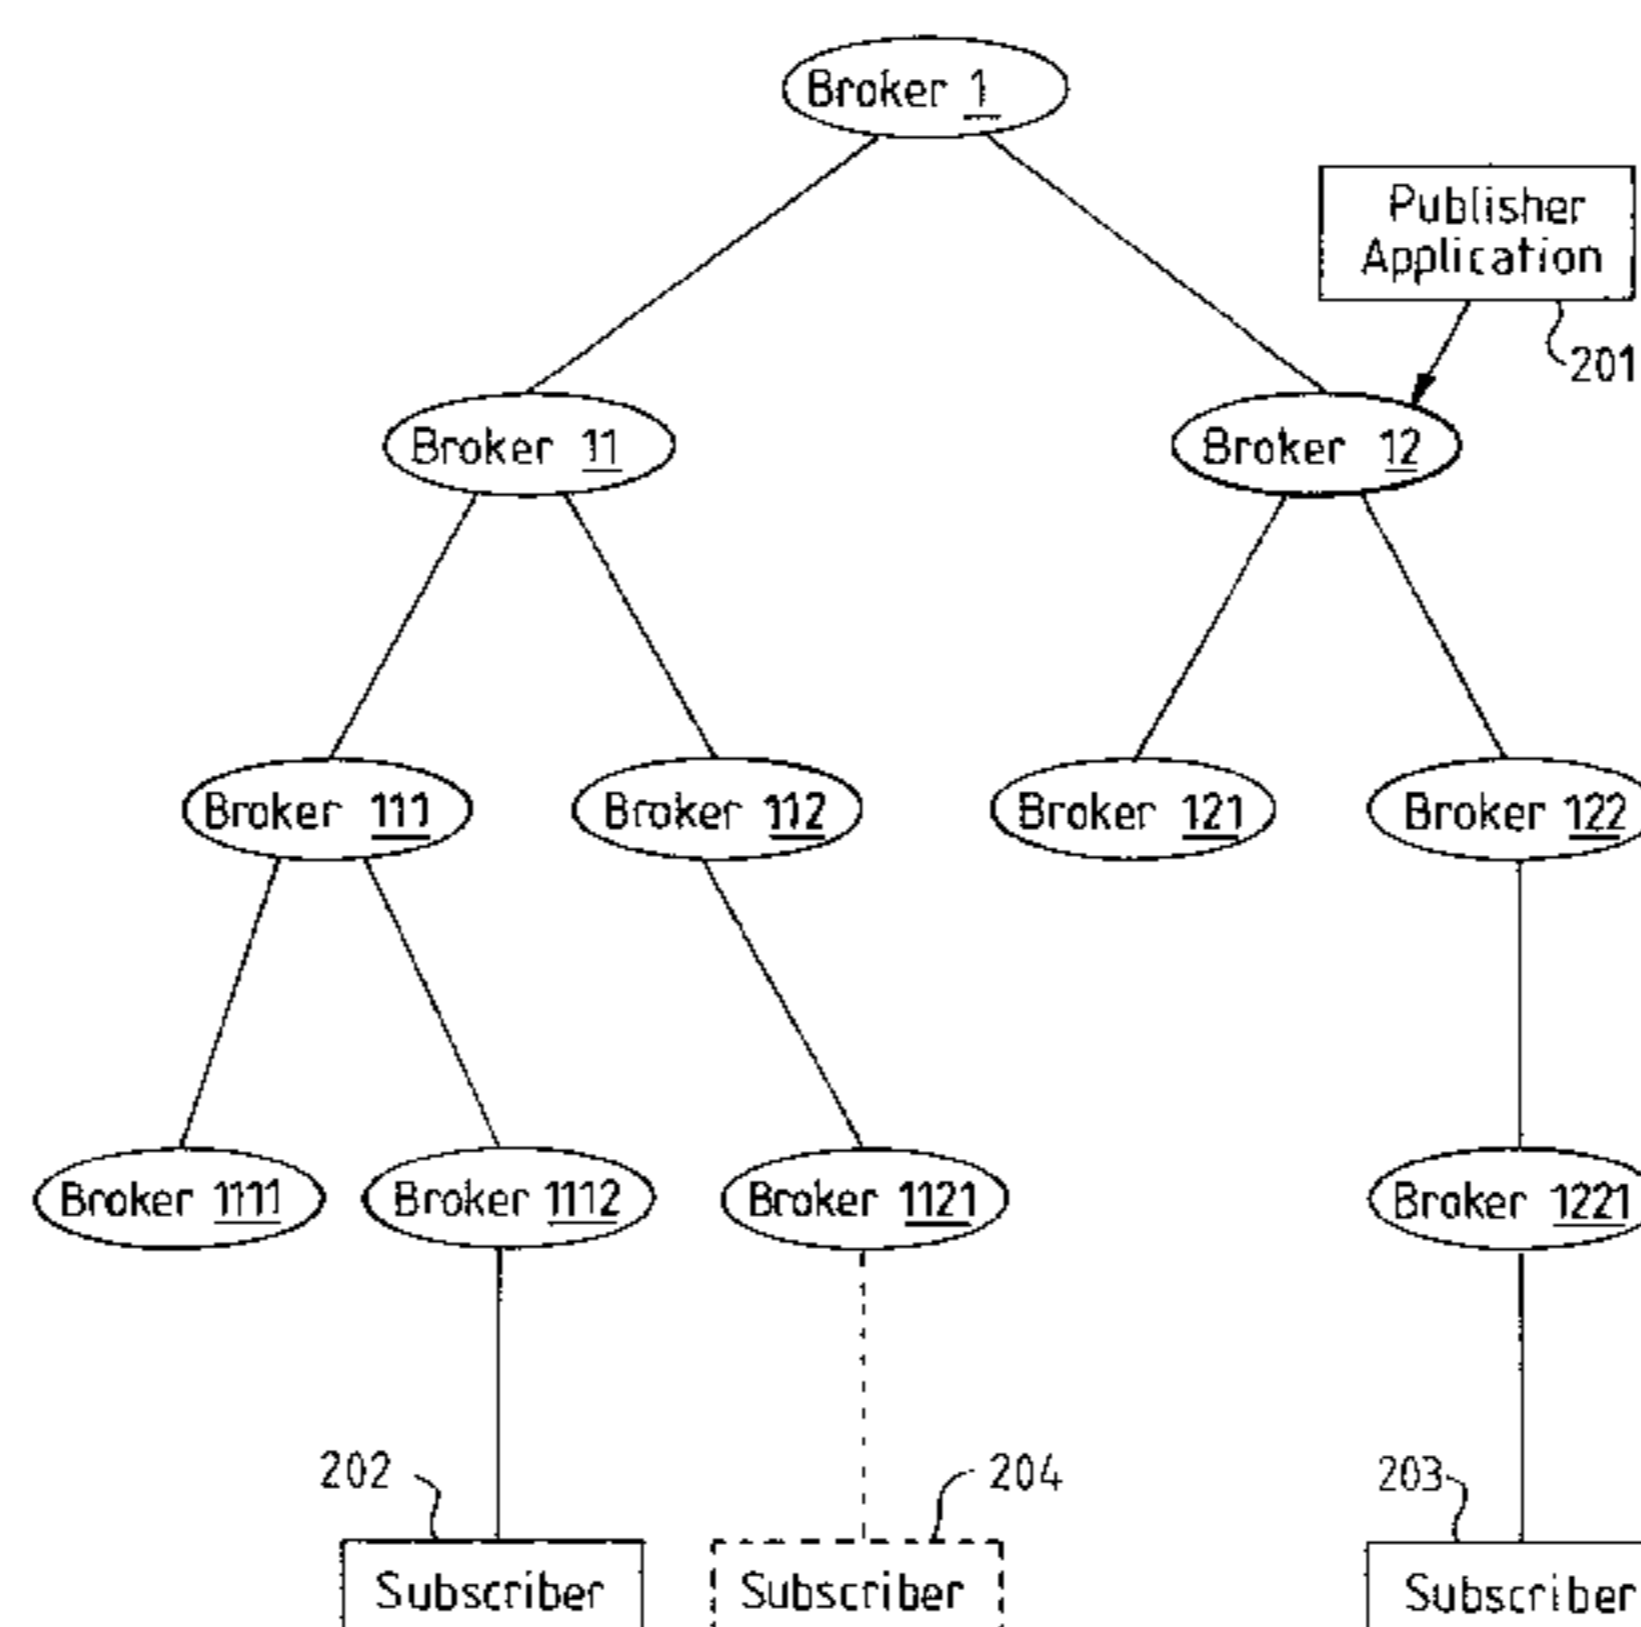 Broker 1
Publisher
Application
201
Broker 11
Broker 12
Broker 111
Broker 112
Broker 121
Broker 122
Broker 1111
Broker 1112
Broker 1121
Broker 1221
202
204
203
Subscriber
Subscriber
Subscriber